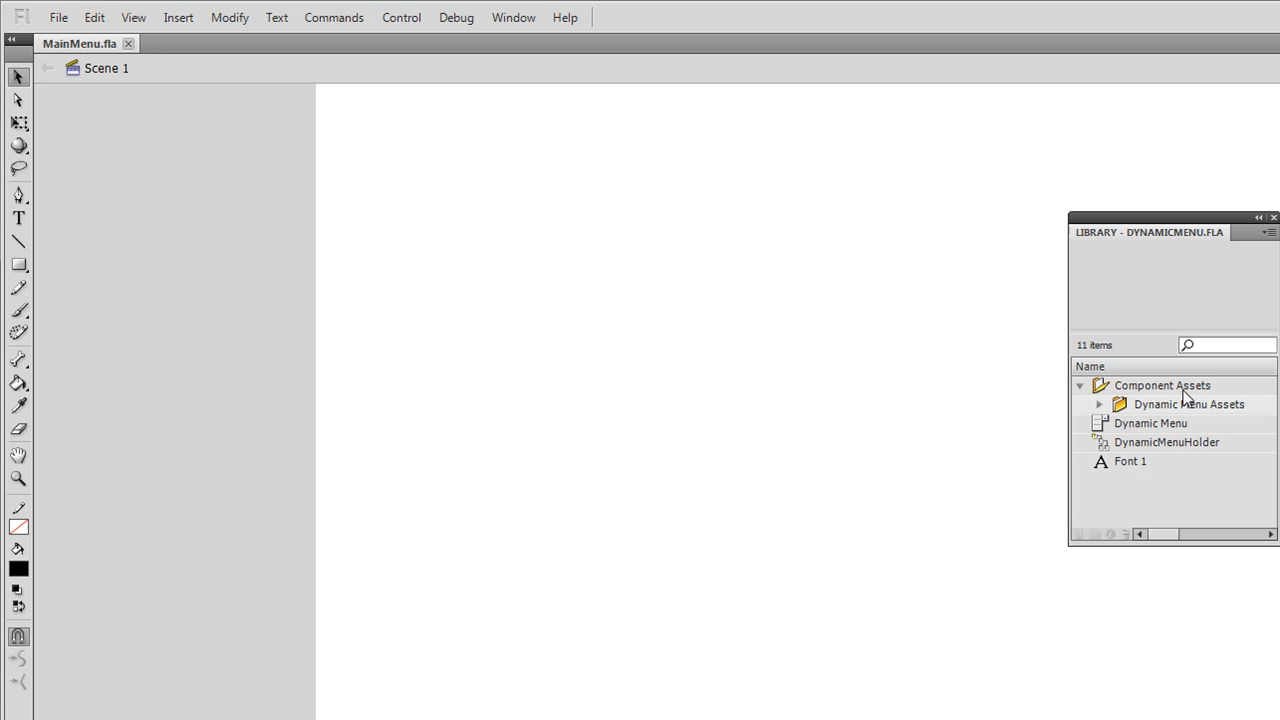 Fl File Edit View Insert Modify Text Commands Control Debug Window Help
MainMenu.fla
Scene 1
T
LIBRARY - DYNAMICMENU.FLA
11 items
Name
Component Assets
Dynamic Menu Assets
Dynamic Menu
DynamicMenuHolder
A Font 1